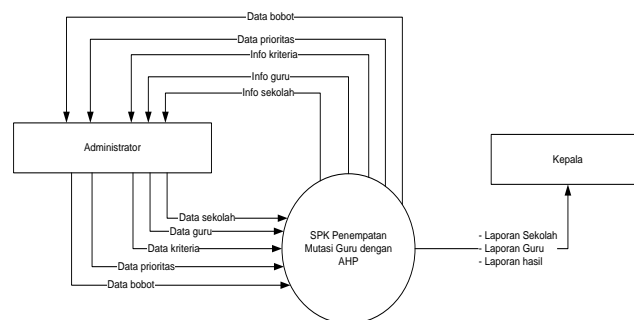 Data bobot
Data prioritas
Info kriteria
Info guru
Info sekolah
Administrator
Kepala
Data sekolah
Data guru
Data kriteria
Data prioritas
Data bobot
SPK Penempatan
Mutasi Guru dengan
AHP
- Laporan Sekolah
- Laporan Guru
- Laporan hasil